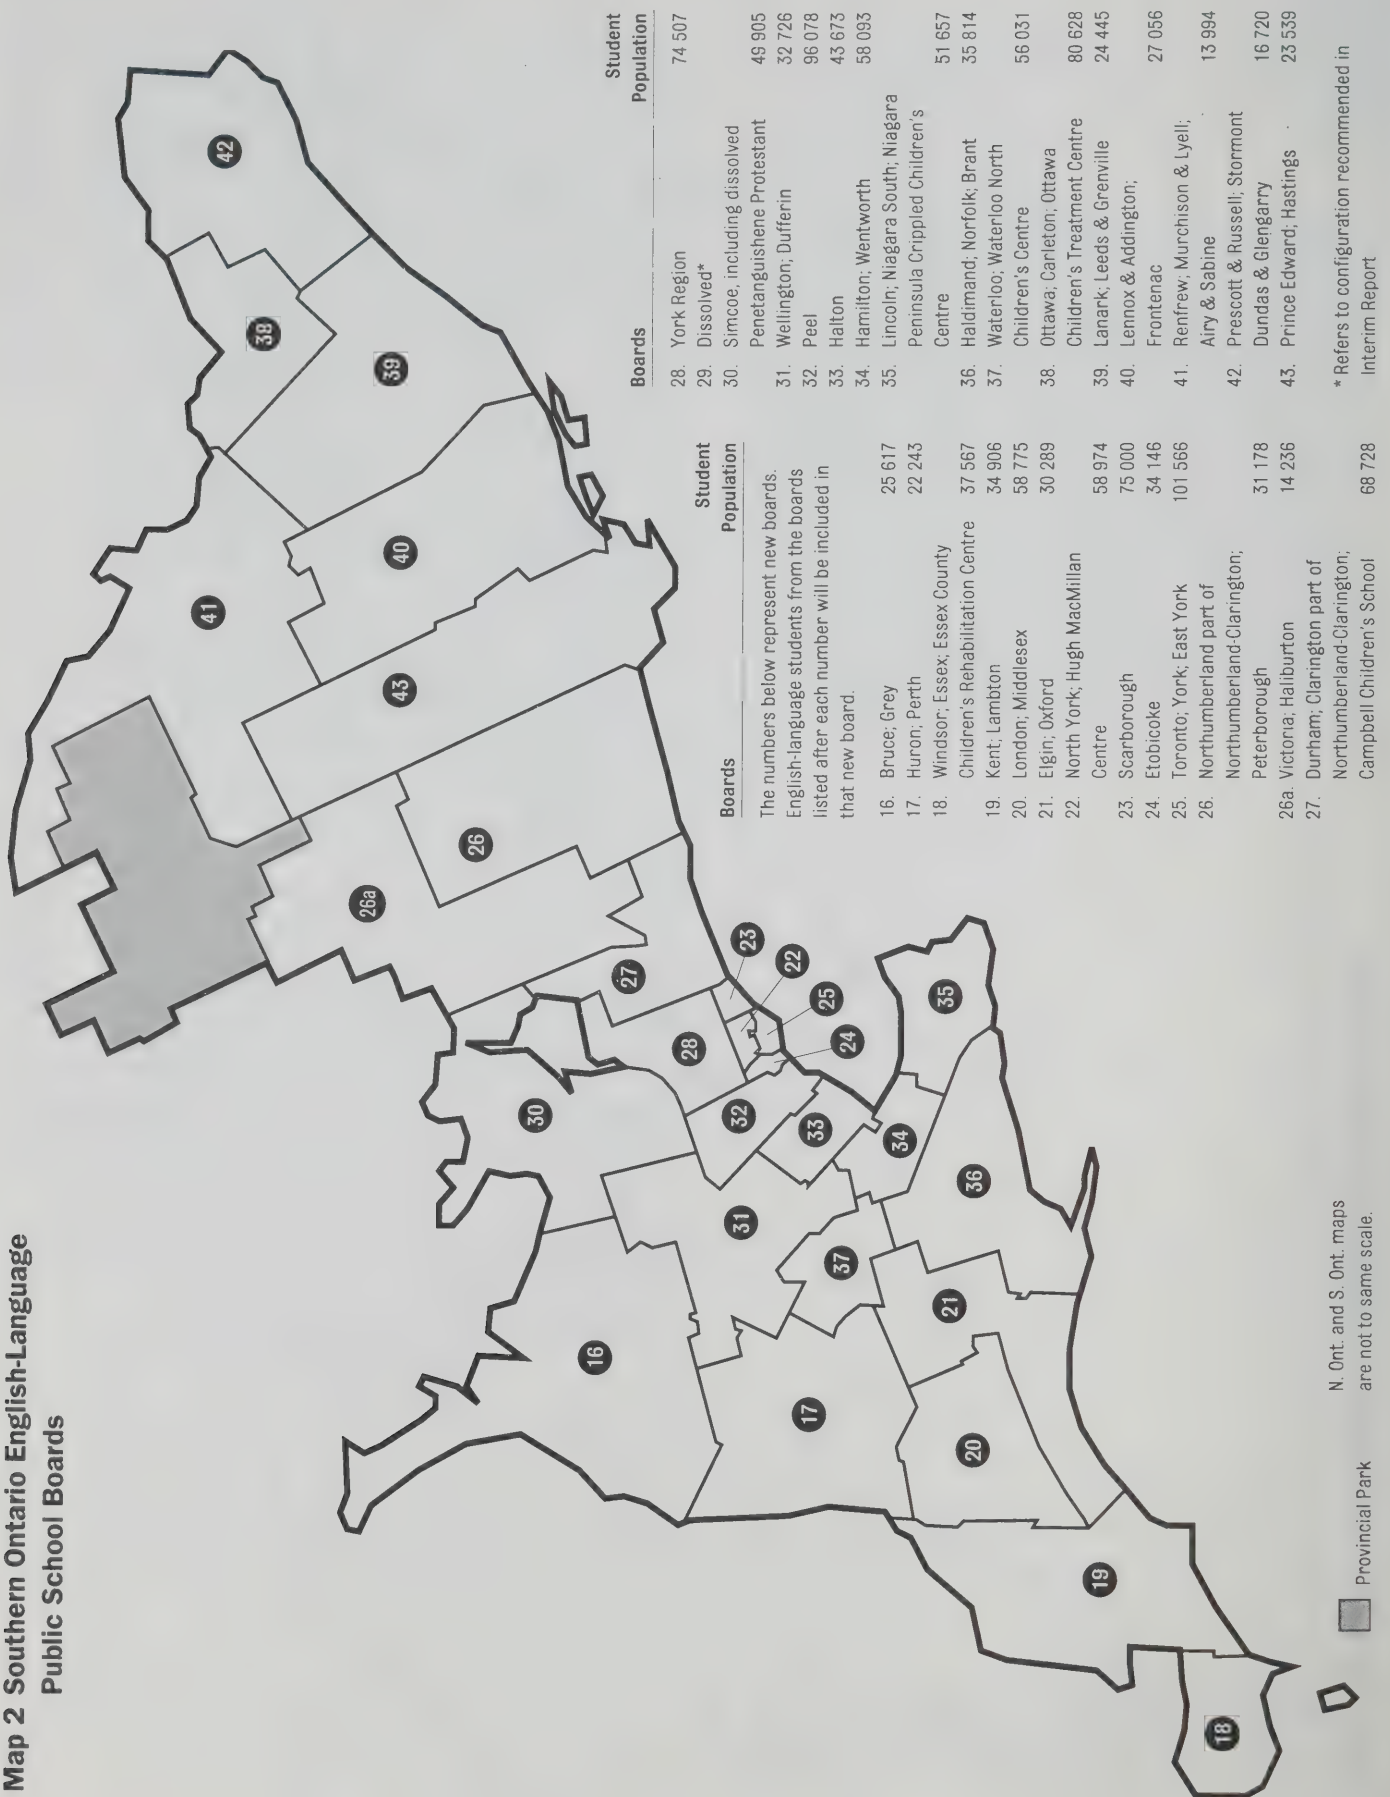 Map 2 Southern Ontario English-Language
Public School Boards
16
17
18
19
20
21
22
23
24
25
26
26a
27
28
30
31
32
33
34
35
36
37
38
39
40
41
42
43
Provincial Park
N. Ont. and S. Ont. maps
are not to same scale.
Boards Student Population
The numbers below represent new boards.
English-language students from the boards
listed after each number will be included in
that new board.
16. Bruce; Grey 25 617
17. Huron; Perth 22 243
18. Windsor; Essex; Essex County
Children's Rehabilitation Centre 37 567
19. Kent; Lambton 34 906
20. London; Middlesex 58 775
21. Elgin; Oxford 30 289
22. North York; Hugh MacMillan
Centre 58 974
23. Scarborough 75 000
24. Etobicoke 34 146
25. Toronto; York; East York 101 566
26. Northumberland part of
Northumberland-Clarington;
Peterborough 31 178
26a. Victoria; Haliburton 14 236
27. Durham; Clarington part of
Northumberland-Clarington;
Campbell Children's School 68 728
Boards Student Population
28. York Region 74 507
29. Dissolved*
30. Simcoe, including dissolved
Penetanguishene Protestant 49 905
31. Wellington; Dufferin 32 726
32. Peel 96 078
33. Halton 43 673
34. Hamilton; Wentworth 58 093
35. Lincoln; Niagara South; Niagara
Peninsula Crippled Children's
Centre 51 657
36. Haldimand; Norfolk; Brant 35 814
37. Waterloo; Waterloo North
Children's Centre 56 031
38. Ottawa; Carleton; Ottawa
Children's Treatment Centre 80 628
39. Lanark; Leeds & Grenville 24 445
40. Lennox & Addington;
Frontenac 27 056
41. Renfrew; Murchison & Lyell;
Airy & Sabine 13 994
42. Prescott & Russell; Stormont
Dundas & Glengarry 16 720
43. Prince Edward; Hastings 23 539
* Refers to configuration recommended in
Interim Report